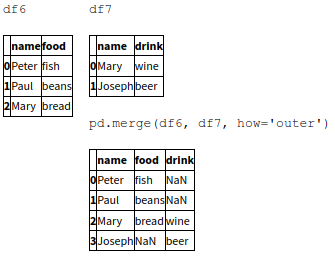 df6
name food
0 Peter fish
1 Paul beans
2 Mary bread
df7
name drink
0 Mary wine
1 Joseph beer
pd.merge(df6, df7, how='outer')
name food drink
0 Peter fish NaN
1 Paul beans NaN
2 Mary bread wine
3 Joseph NaN beer